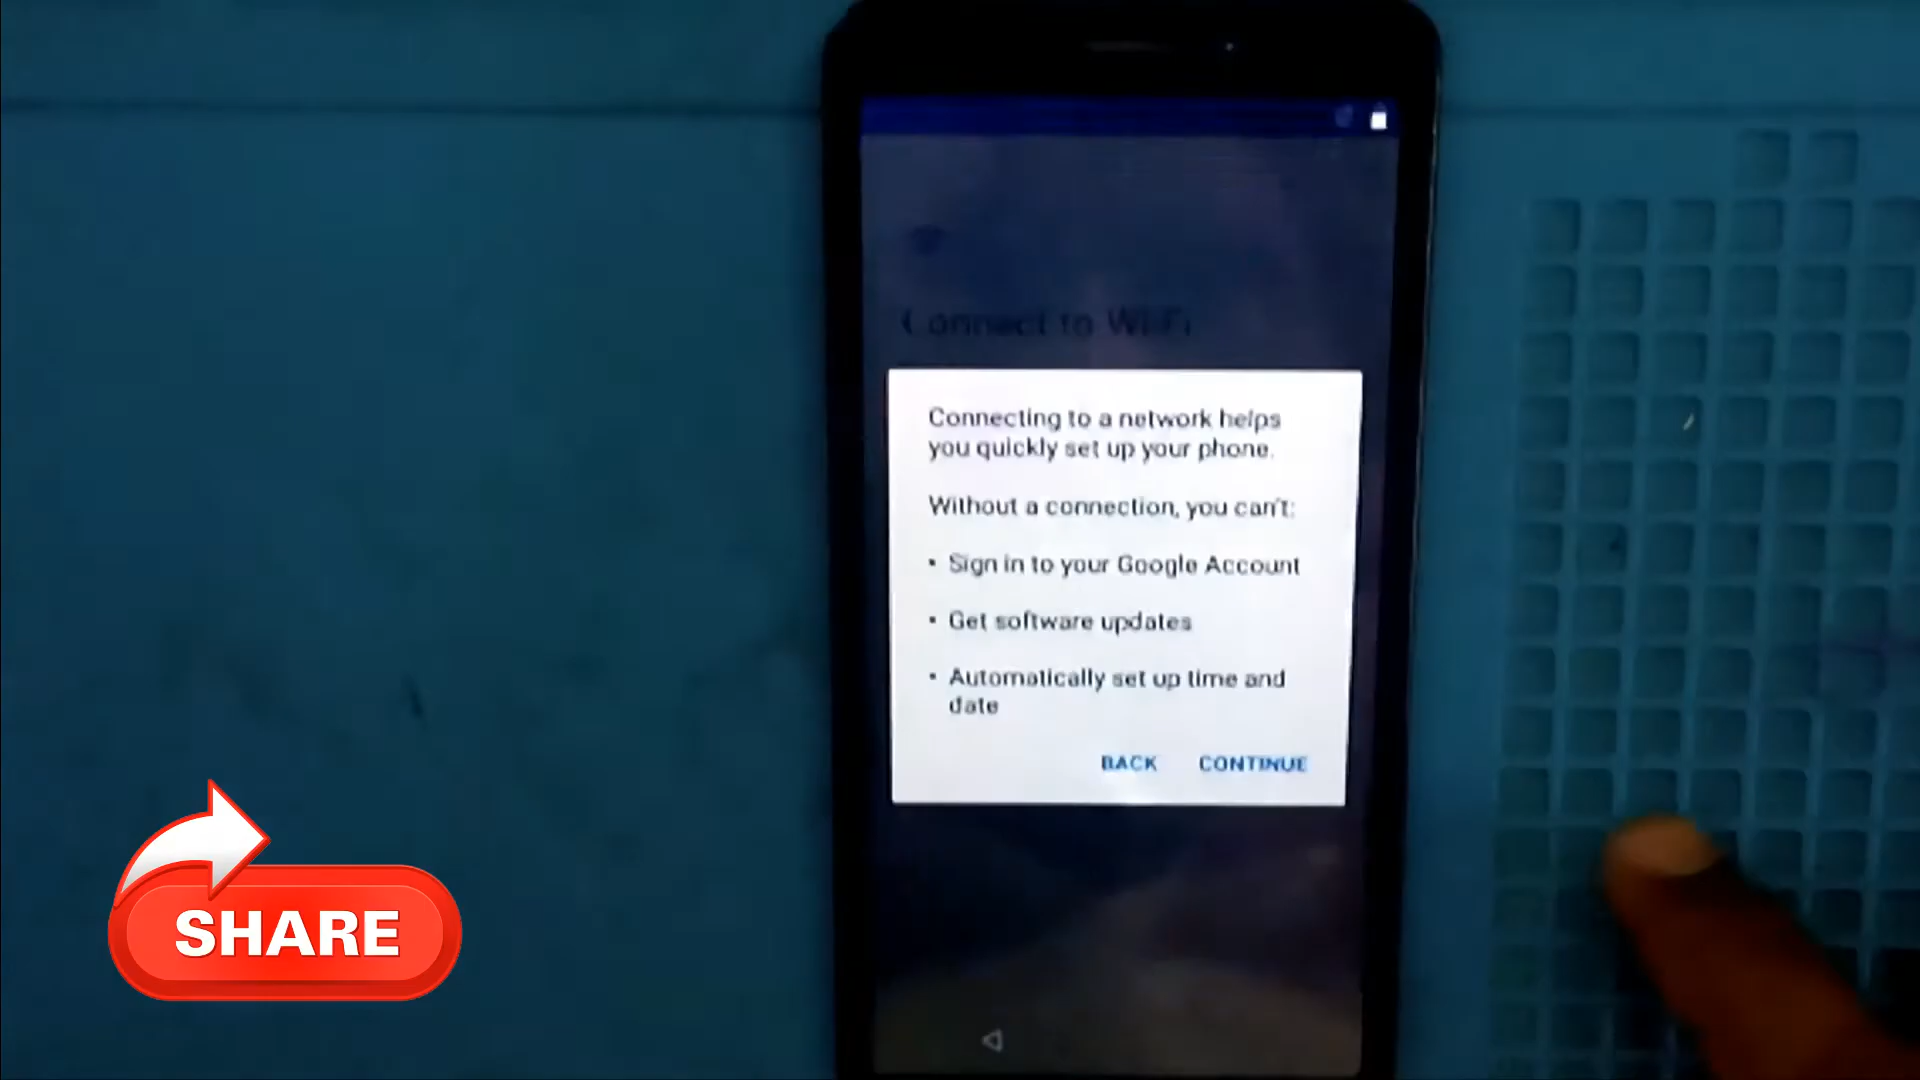 Connect to Wi-Fi
Connecting to a network helps
you quickly set up your phone.
Without a connection, you can't:
• Sign in to your Google Account
• Get software updates
• Automatically set up time and
date
BACK CONTINUE
SHARE